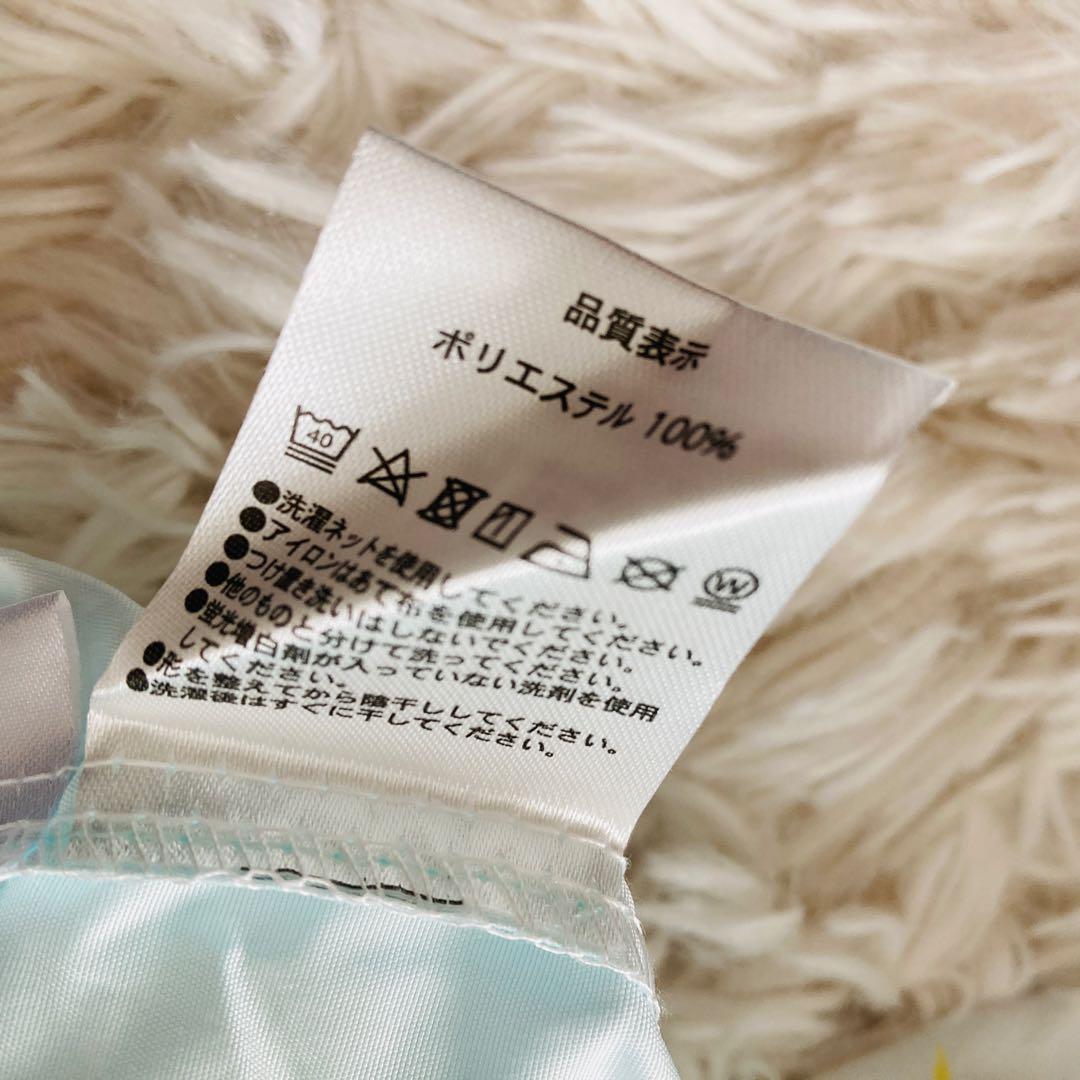 品質表示
ポリエステル 100%
40
W
●洗濯ネットを使用してください。
●アイロンはあて布を使用してください。
●つけ置き洗いはしないでください。
●他のものと分けて洗ってください。
●蛍光増白剤が入っていない洗剤を使用
してください。
●形を整えてから陰干ししてください。
●洗濯後はすぐに干してください。